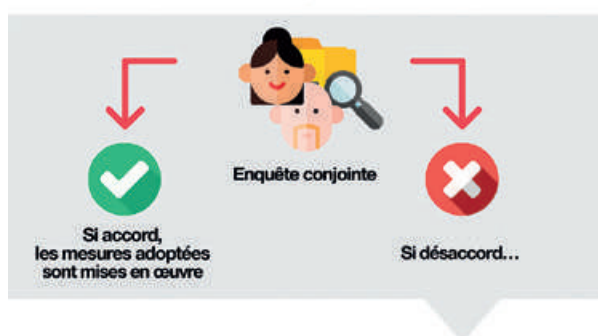 Enquête conjointe
Si accord,
les mesures adoptées
sont mises en œuvre
Si désaccord...